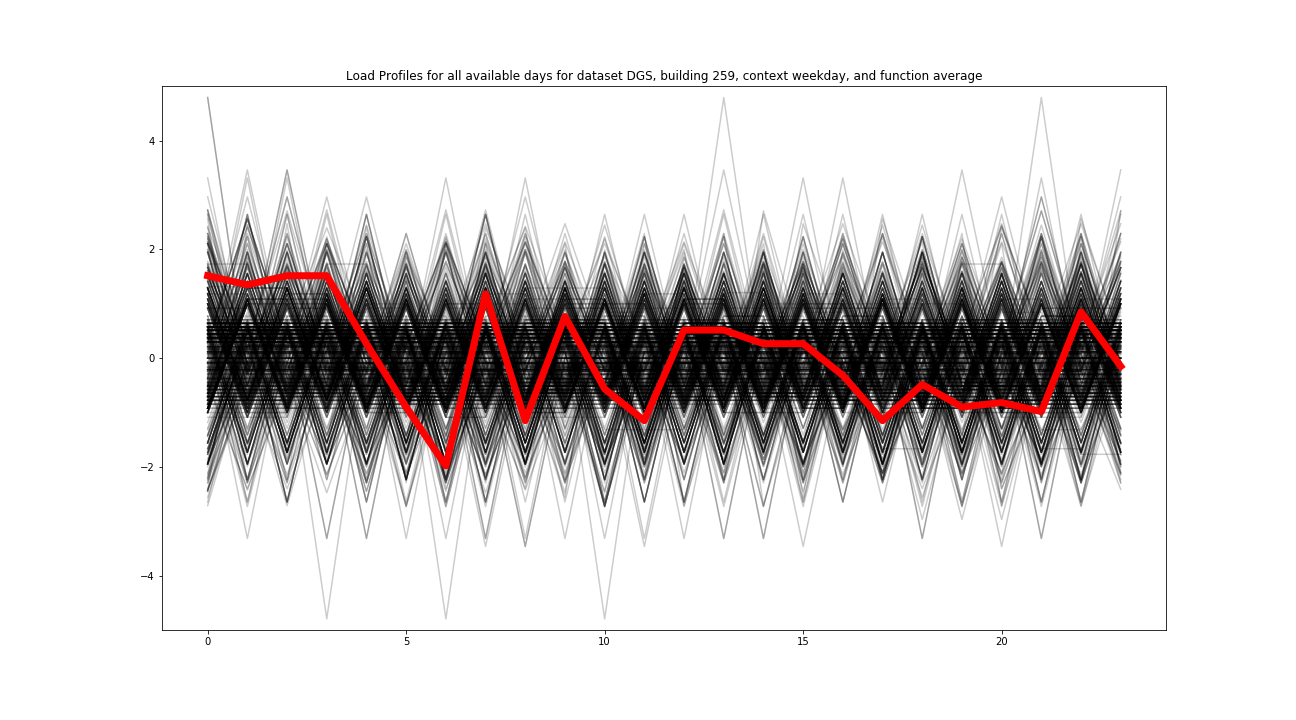 Load Profiles for all available days for dataset DGS, building 259, context weekday, and function average
4
2
0
−2
−4
0 5 10 15 20